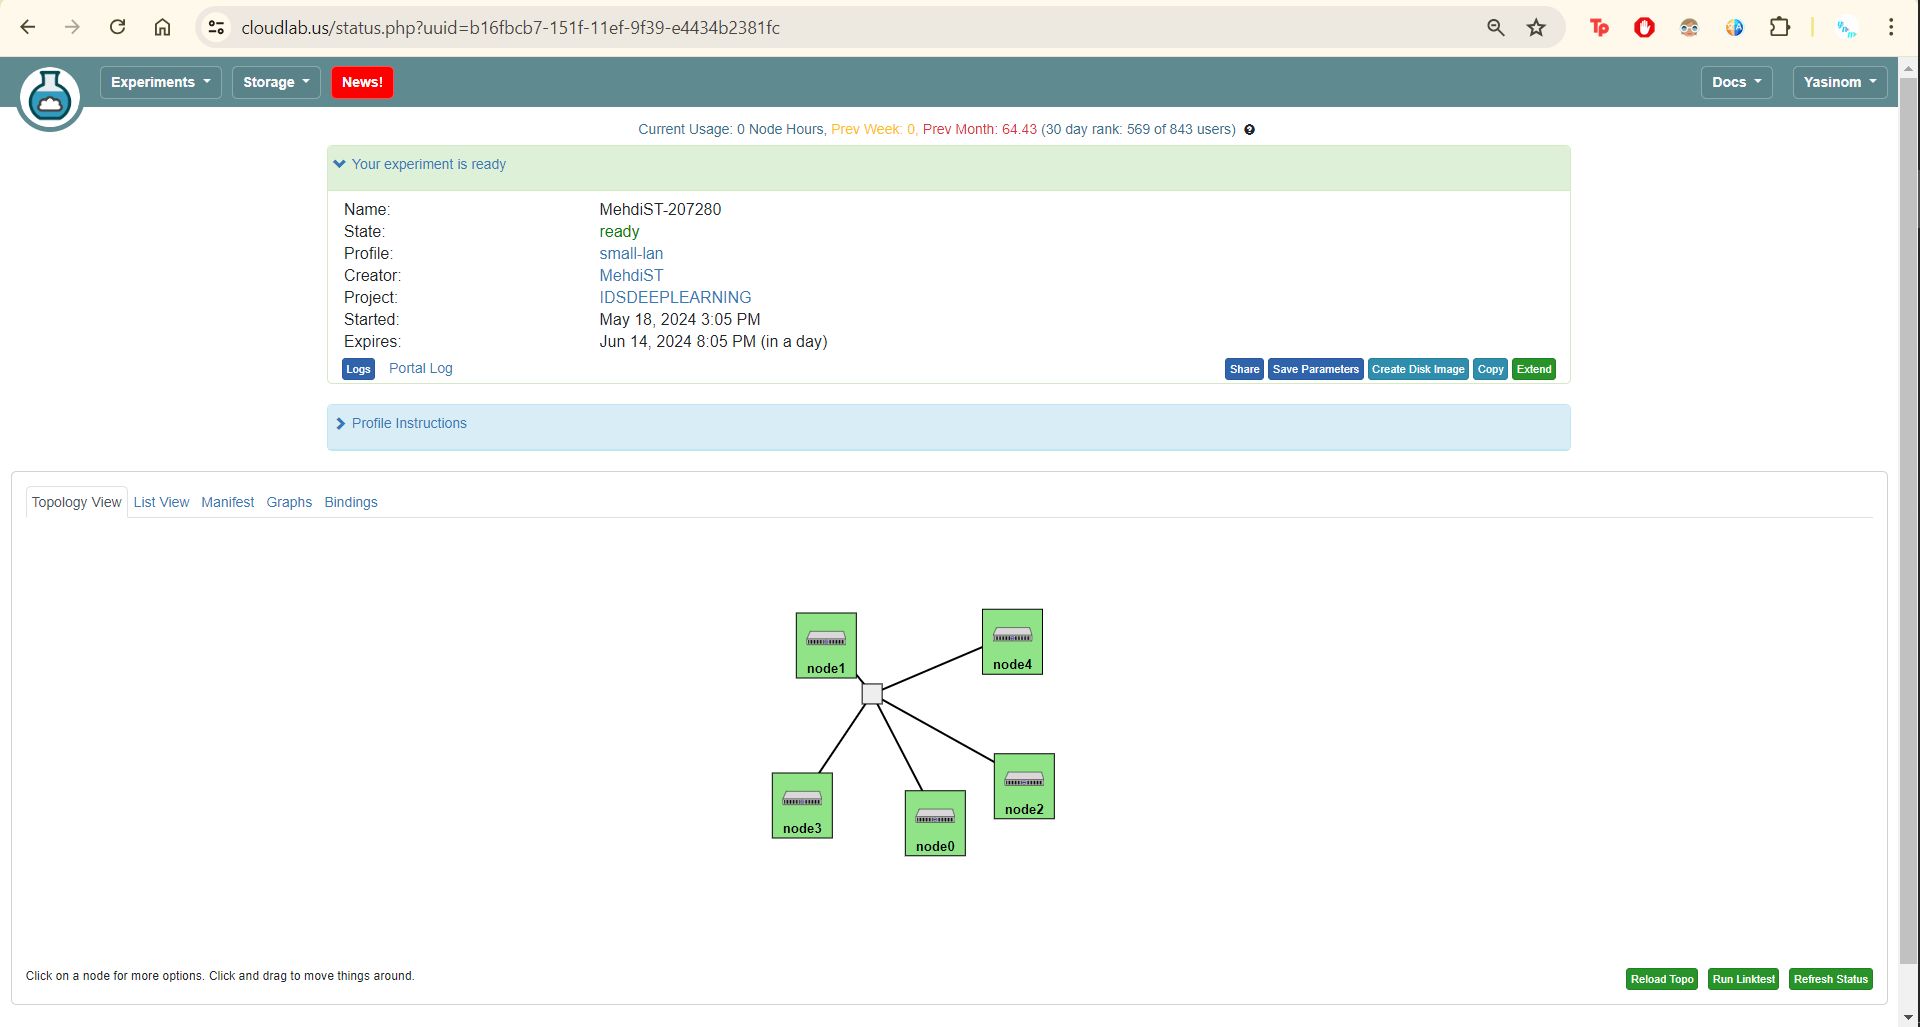 cloudlab.us/status.php?uuid=b16fbcb7-151f-11ef-9f39-e4434b2381fc
Tp
Experiments Storage News! Docs Yasinom
Current Usage: 0 Node Hours, Prev Week: 0, Prev Month: 64.43 (30 day rank: 569 of 843 users)
Your experiment is ready
Name: MehdiST-207280
State: ready
Profile: small-lan
Creator: MehdiST
Project: IDSDEEPLEARNING
Started: May 18, 2024 3:05 PM
Expires: Jun 14, 2024 8:05 PM (in a day)
Logs Portal Log Share Save Parameters Create Disk Image Copy Extend
Profile Instructions
Topology View List View Manifest Graphs Bindings
node1
node4
node2
node3
node0
Click on a node for more options. Click and drag to move things around.
Reload Topo Run Linktest Refresh Status